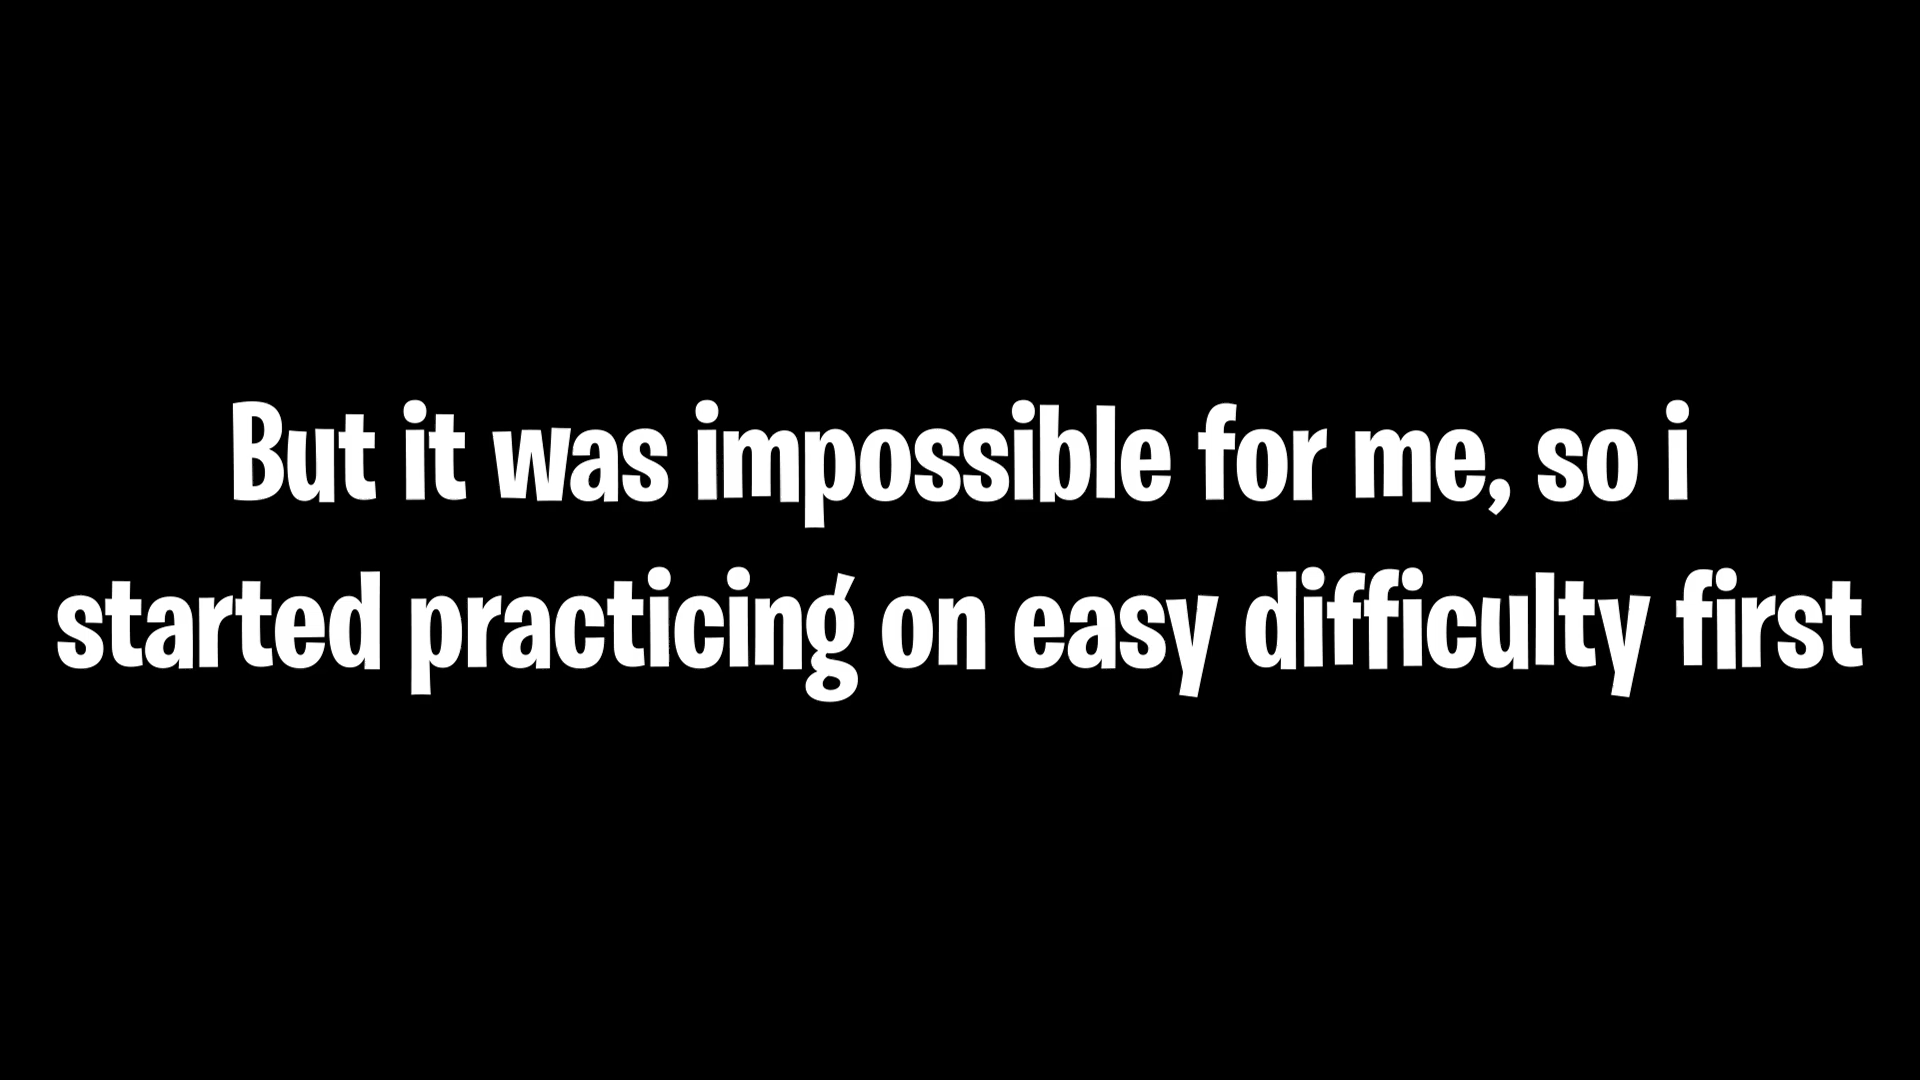 But it was impossible for me, so i
started practicing on easy difficulty first